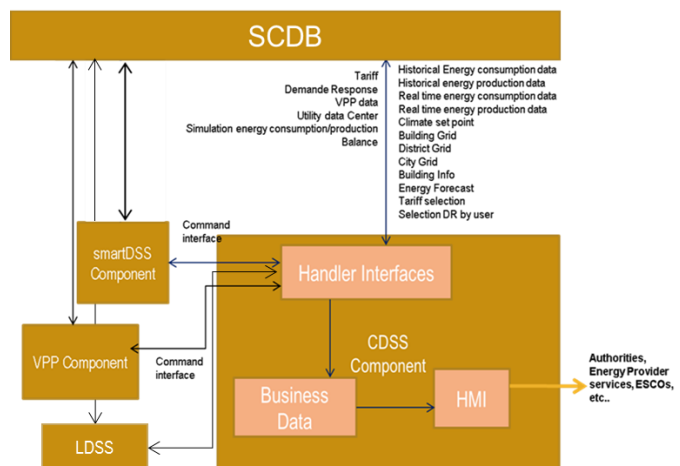 SCDB
Tariff
Demande Response
VPP data
Utility data Center
Simulation energy consumption/production
Balance
Historical Energy consumption data
Historical energy production data
Real time energy consumption data
Real time energy production data
Climate set point
Building Grid
District Grid
City Grid
Building Info
Energy Forecast
Tariff selection
Selection DR by user
smartDSS
Component
Command
interface
Handler Interfaces
VPP Component
Command
interface
CDSS
Component
Business
Data
HMI
Authorities,
Energy Provider
services, ESCOs,
etc..
LDSS